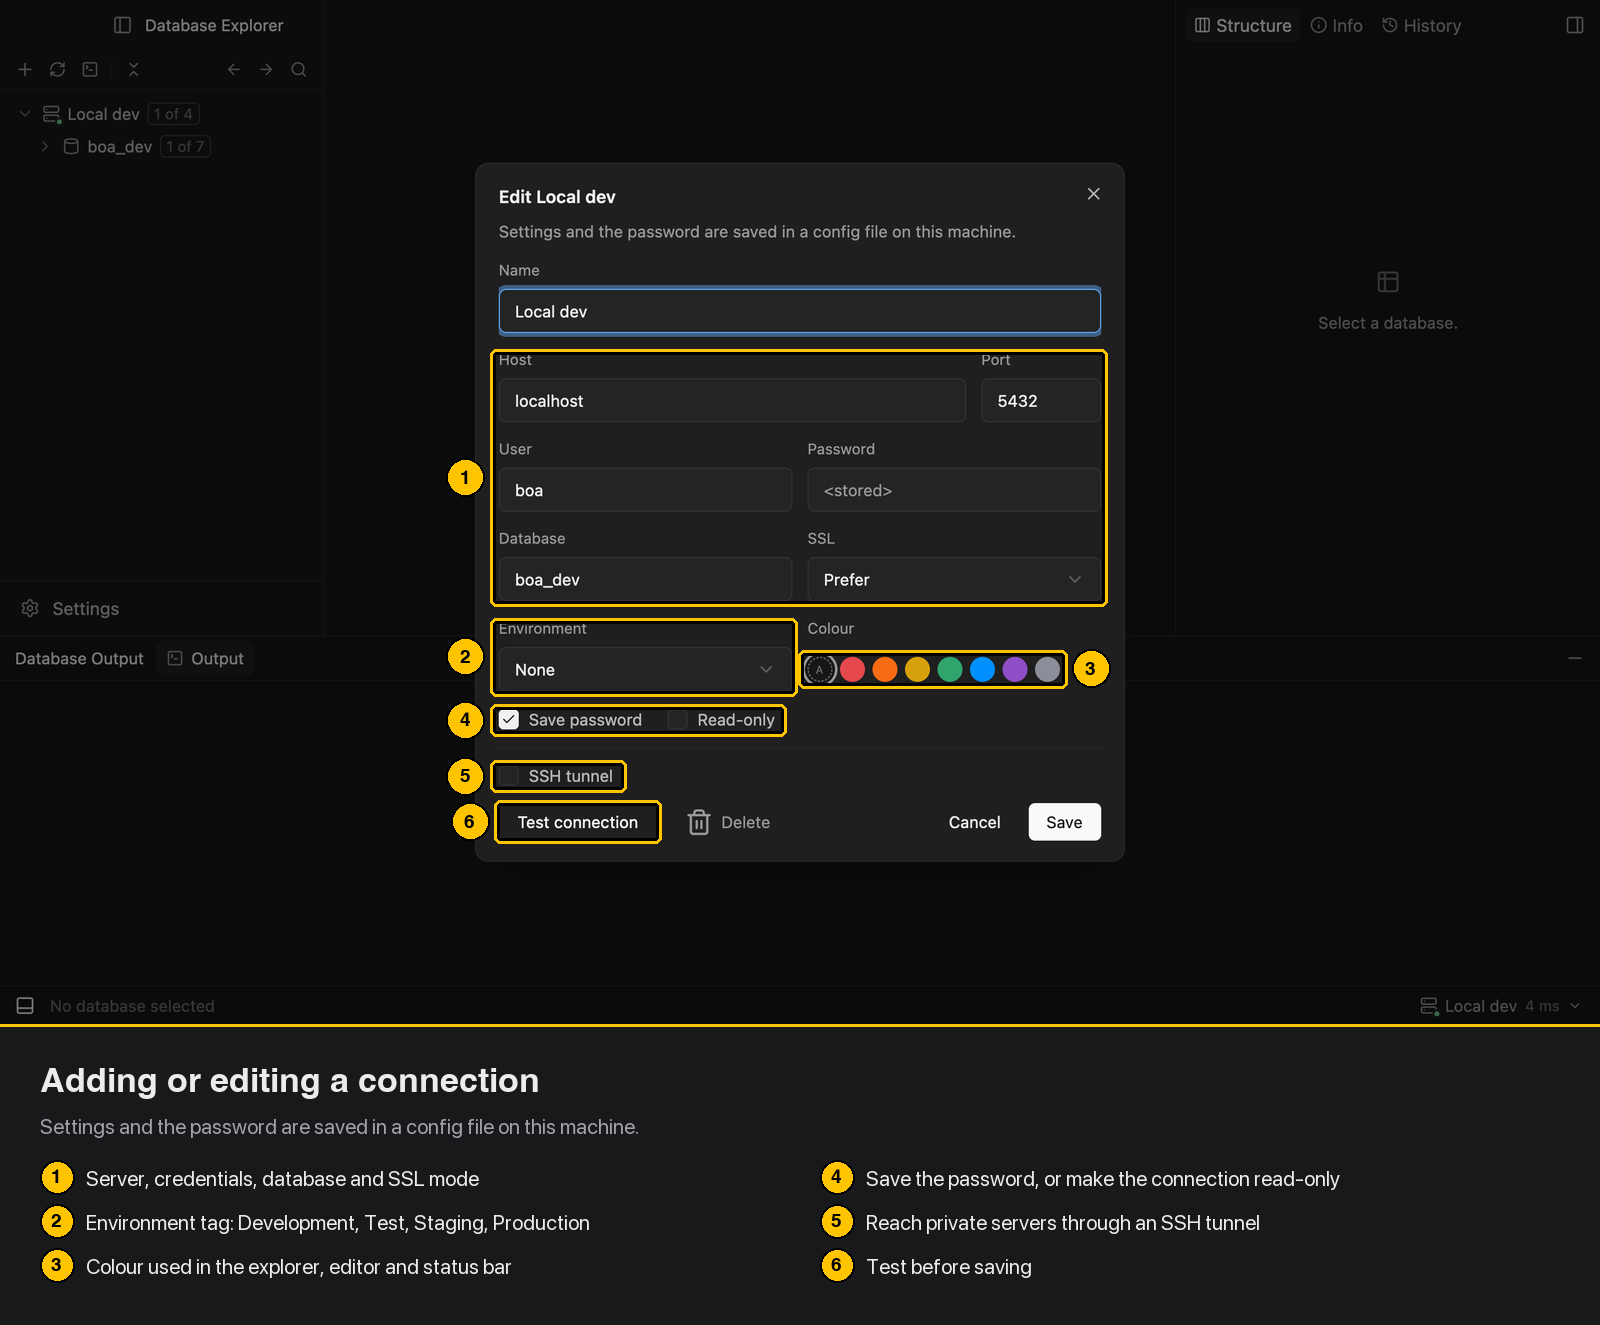 Database Explorer
Structure Info History
Local dev 1 of 4
boa_dev 1 of 7
Select a database.
Settings
Edit Local dev
Settings and the password are saved in a config file on this machine.
Name
Local dev
Host Port
localhost 5432
User Password
boa <stored>
Database SSL
boa_dev Prefer
1
Environment Colour
None
2
A
3
4
Save password Read-only
5
SSH tunnel
6
Test connection Delete Cancel Save
Database Output Output
No database selected
Local dev 4 ms
Adding or editing a connection
Settings and the password are saved in a config file on this machine.
1 Server, credentials, database and SSL mode
2 Environment tag: Development, Test, Staging, Production
3 Colour used in the explorer, editor and status bar
4 Save the password, or make the connection read-only
5 Reach private servers through an SSH tunnel
6 Test before saving